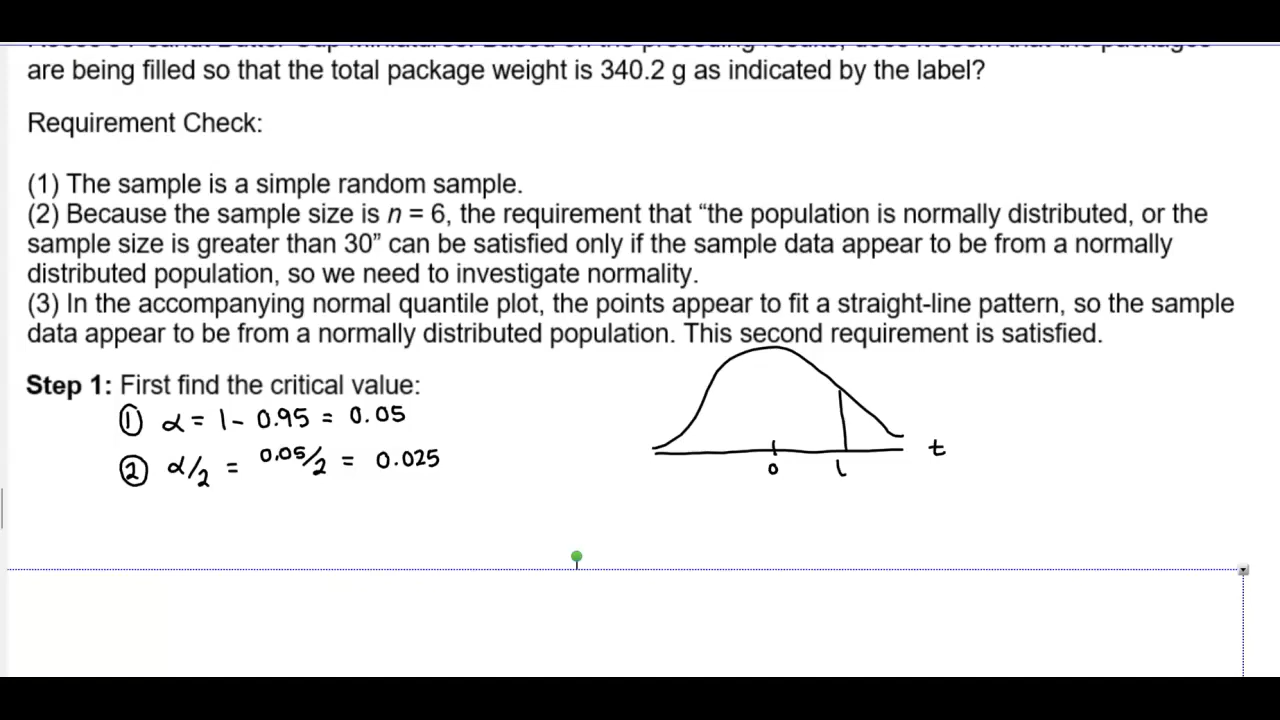 are being filled so that the total package weight is 340.2 g as indicated by the label?
Requirement Check:
(1) The sample is a simple random sample.
(2) Because the sample size is n = 6, the requirement that “the population is normally distributed, or the
sample size is greater than 30” can be satisfied only if the sample data appear to be from a normally
distributed population, so we need to investigate normality.
(3) In the accompanying normal quantile plot, the points appear to fit a straight-line pattern, so the sample
data appear to be from a normally distributed population. This second requirement is satisfied.
Step 1: First find the critical value:
① α = 1 - 0.95 = 0.05
② α/2 = 0.05/2 = 0.025
t
0